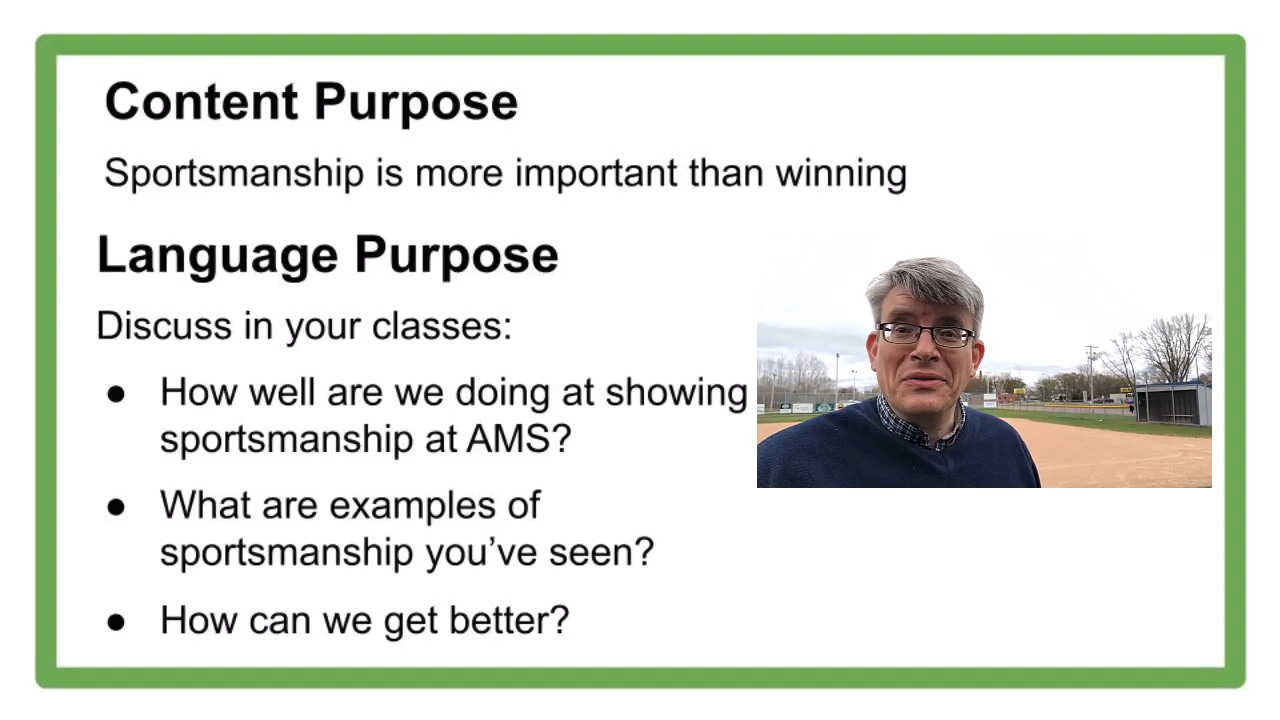 Content Purpose
Sportsmanship is more important than winning
Language Purpose
Discuss in your classes:
● How well are we doing at showing
sportsmanship at AMS?
● What are examples of
sportsmanship you’ve seen?
● How can we get better?